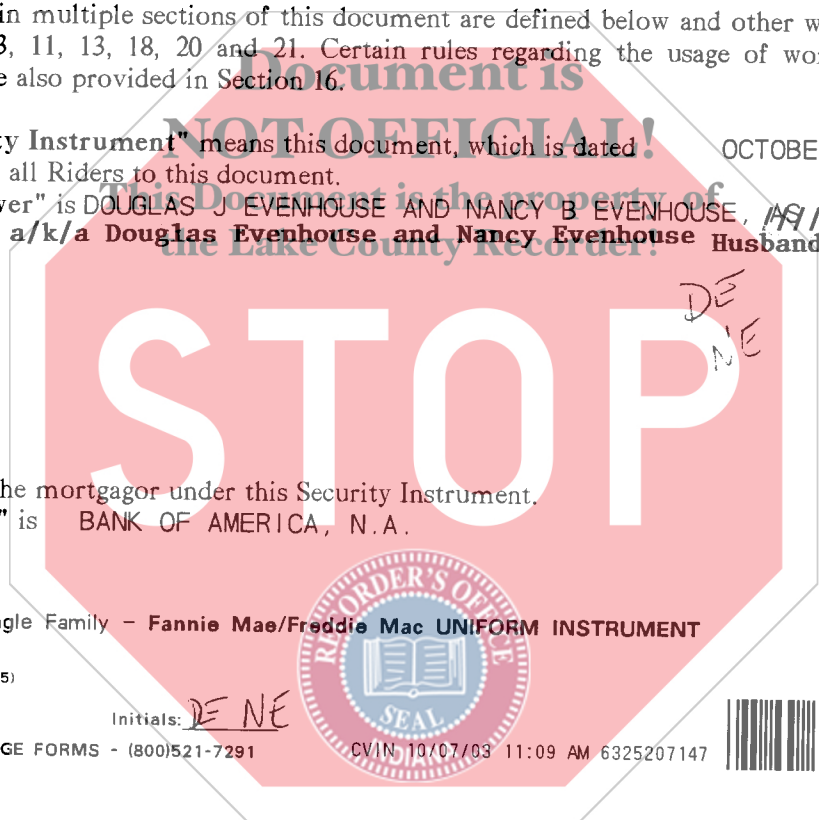 in multiple sections of this document are defined below and other w
3, 11, 13, 18, 20 and 21. Certain rules regarding the usage of wor
e also provided in Section 16.
Document is
NOT OFFICIAL!
This Document is the property of
the Lake County Recorder!
ty Instrument" means this document, which is dated OCTOBE
all Riders to this document.
ver" is DOUGLAS J EVENHOUSE AND NANCY B EVENHOUSE,
a/k/a Douglas Evenhouse and Nancy Evenhouse Husband
DE
NE
STOP
he mortgagor under this Security Instrument.
" is BANK OF AMERICA, N.A.
RECORDER'S OFFICE
SEAL
INDIANA
gle Family – Fannie Mae/Freddie Mac UNIFORM INSTRUMENT
5)
Initials: DE NE
GE FORMS - (800)521-7291 CVIN 10/07/03 11:09 AM 6325207147